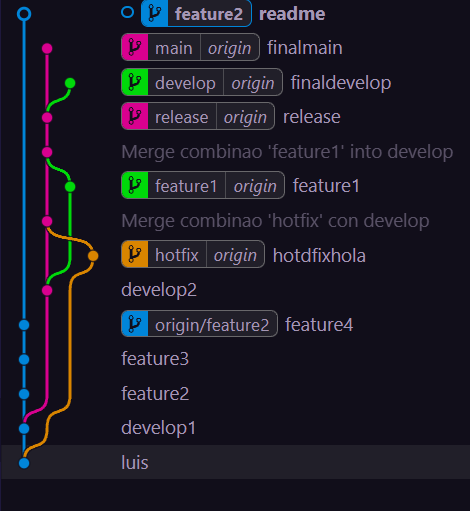 feature2 readme
main origin finalmain
develop origin finaldevelop
release origin release
Merge combinao 'feature1' into develop
feature1 origin feature1
Merge combinao 'hotfix' con develop
hotfix origin hotdfixhola
develop2
origin/feature2 feature4
feature3
feature2
develop1
luis